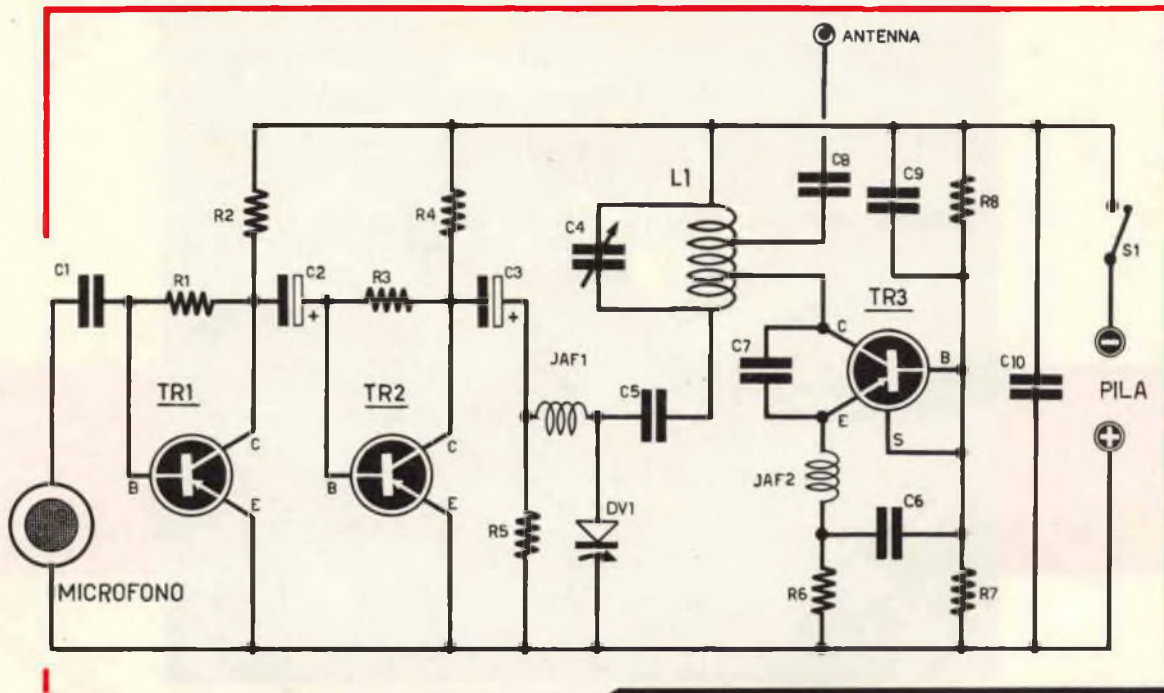 ANTENNA
C8
C9
L1
R2
R4
R8
C4
S1
C1
R1
C2
R3
C3
+
+
TR3
C
B
JAF1
C7
C10
PILA
−
+
TR1
TR2
C5
E
S
C
C
JAF2
B
B
DV1
C6
E
E
R5
R6
R7
MICROFONO